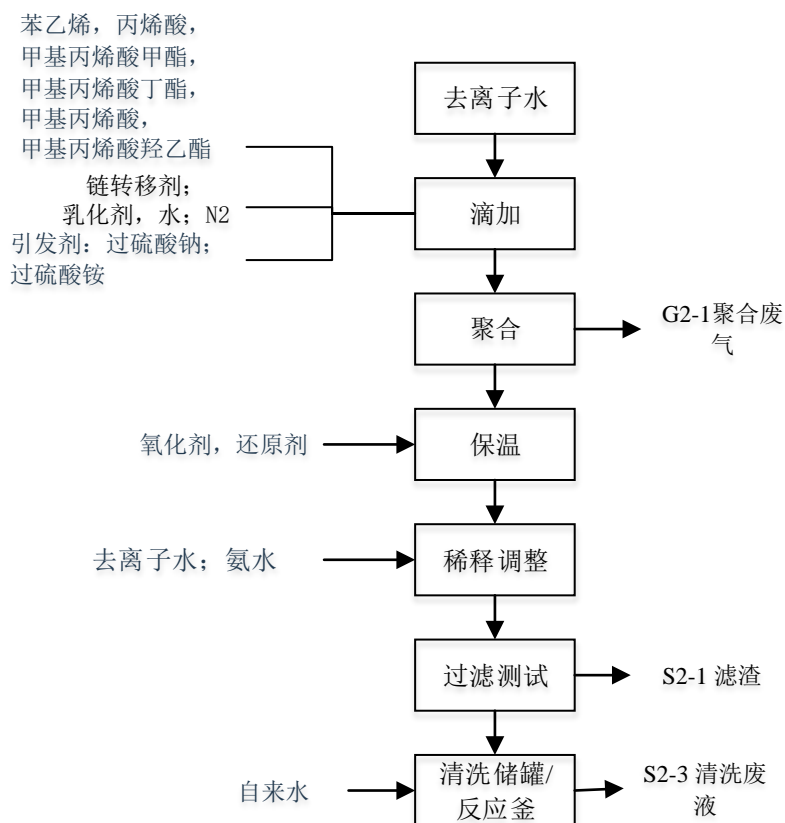 苯乙烯，丙烯酸，
甲基丙烯酸甲酯，
甲基丙烯酸丁酯，
甲基丙烯酸，
甲基丙烯酸羟乙酯
链转移剂；
乳化剂，水；N2
引发剂：过硫酸钠；
过硫酸铵
去离子水
滴加
聚合
G2-1聚合废
气
氧化剂，还原剂
保温
去离子水；氨水
稀释调整
过滤测试
S2-1 滤渣
自来水
清洗储罐/
反应釜
S2-3 清洗废
液